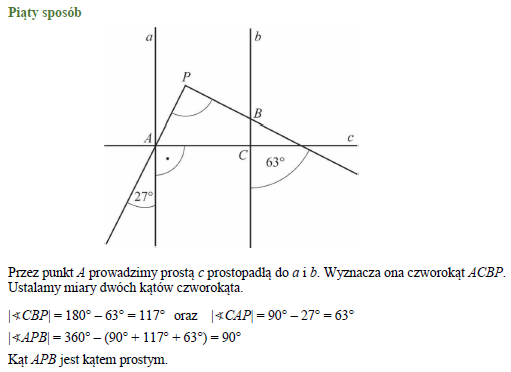 Piąty sposób
a b
P
B
A c
C 63°
27°
Przez punkt A prowadzimy prostą c prostopadłą do a i b. Wyznacza ona czworokąt ACBP.
Ustalamy miary dwóch kątów czworokąta.
|∢CBP| = 180° – 63° = 117° oraz |∢CAP| = 90° – 27° = 63°
|∢APB| = 360° – (90° + 117° + 63°) = 90°
Kąt APB jest kątem prostym.